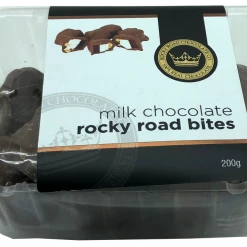 milk chocolate
rocky road bites
200g